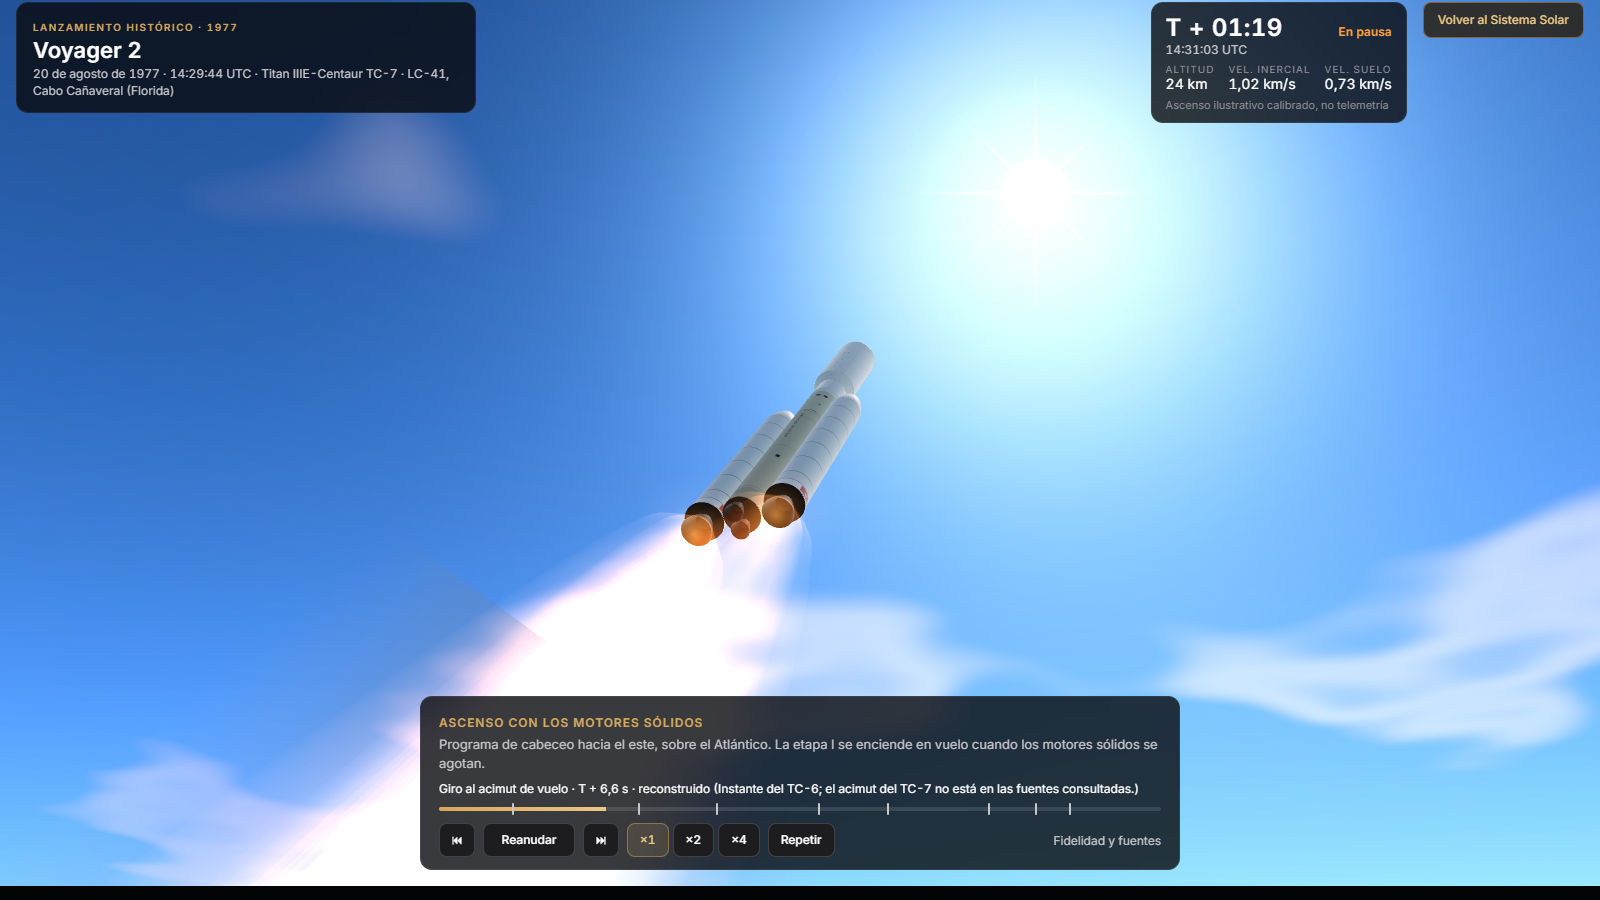 LANZAMIENTO HISTÓRICO · 1977
Voyager 2
20 de agosto de 1977 · 14:29:44 UTC · Titan IIIE-Centaur TC-7 · LC-41,
Cabo Cañaveral (Florida)
T + 01:19
En pausa
14:31:03 UTC
ALTITUD VEL. INERCIAL VEL. SUELO
24 km 1,02 km/s 0,73 km/s
Ascenso ilustrativo calibrado, no telemetría
Volver al Sistema Solar
ASCENSO CON LOS MOTORES SÓLIDOS
Programa de cabeceo hacia el este, sobre el Atlántico. La etapa I se enciende en vuelo cuando los motores sólidos se
agotan.
Giro al acimut de vuelo · T + 6,6 s · reconstruido (Instante del TC-6; el acimut del TC-7 no está en las fuentes consultadas.)
Reanudar ×1 ×2 ×4 Repetir Fidelidad y fuentes